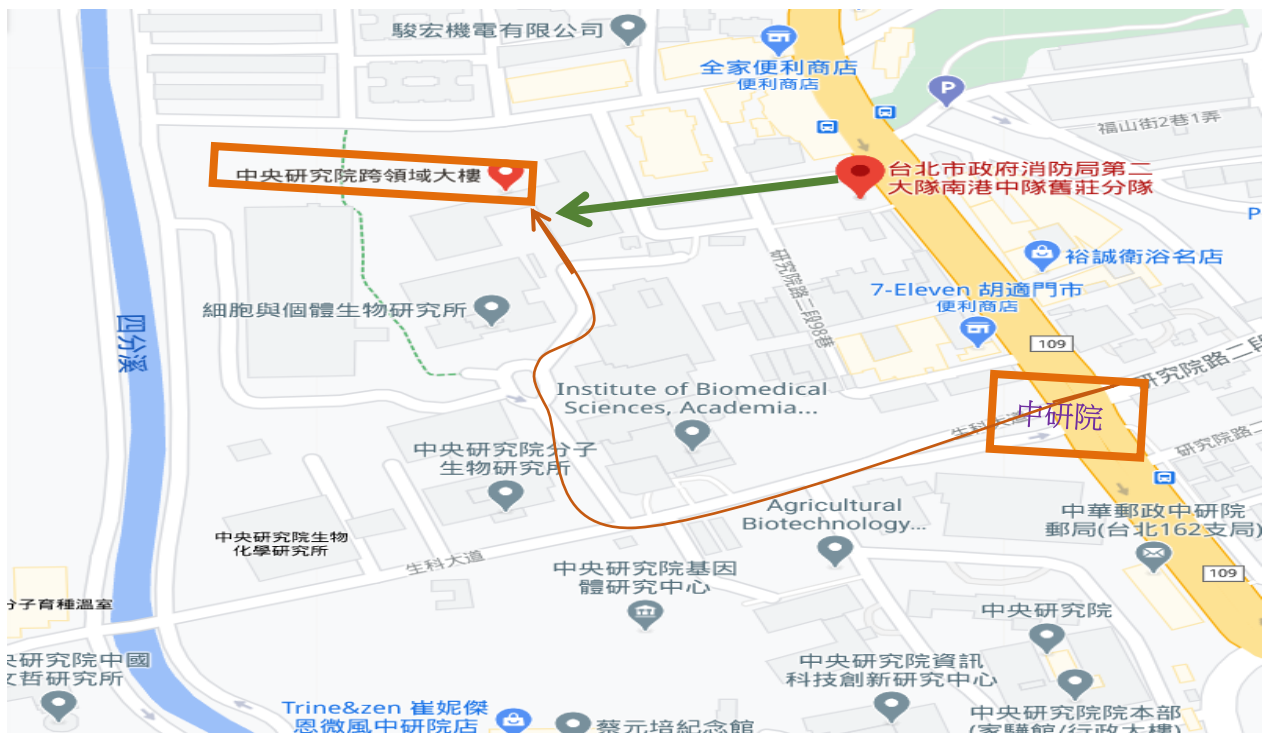 駿宏機電有限公司
全家便利商店
便利商店
P
福山街2巷1弄
中央研究院跨領域大樓
台北市政府消防局第二
大隊南港中隊舊莊分隊
P
裕誠衛浴名店
研究院路二段98巷
7-Eleven 胡適門市
便利商店
細胞與個體生物研究所
四分溪
109
研究院路二段
Institute of Biomedical
Sciences, Academia...
中研院
生科大道
中央研究院分子
生物研究所
研究院路二
Agricultural
Biotechnology...
中華郵政中研院
郵局(台北162支局)
中央研究院生物
化學研究所
生科大道
中央研究院基因
體研究中心
109
分子育種溫室
中央研究院
央研究院中國
文哲研究所
中央研究院資訊
科技創新研究中心
Trine&zen 崔妮傑
恩微風中研院店
蔡元培紀念館
中央研究院院本部
(家驊館/行政大樓)